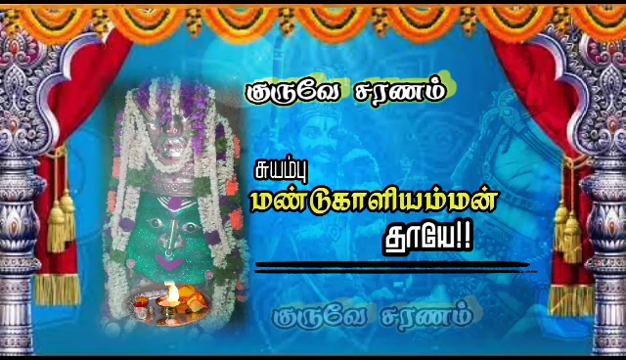 குருவே சரணம்
சுயம்பு
மண்டுகாளியம்மன்
தாயே!!
குருவே சரணம்